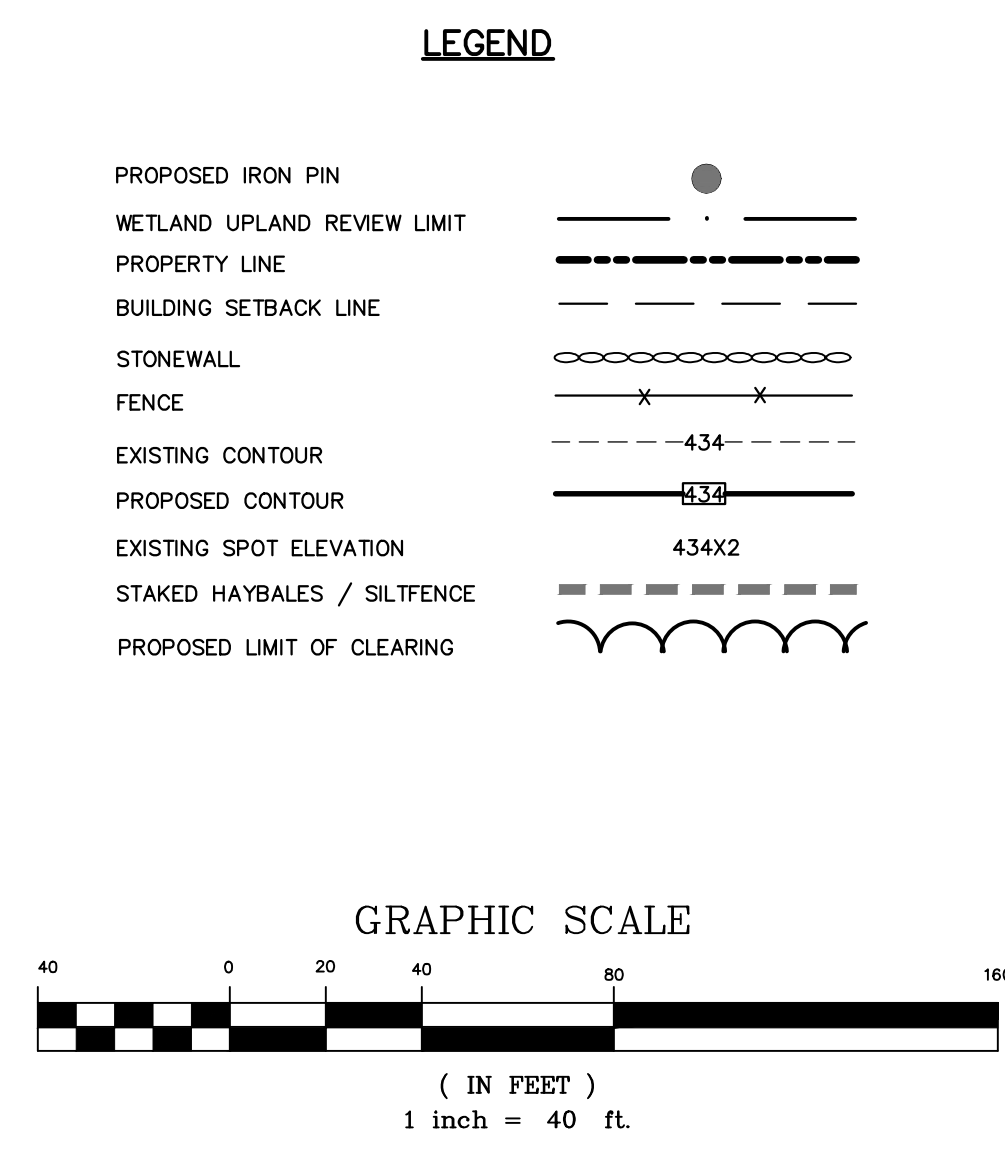 LEGEND
PROPOSED IRON PIN
WETLAND UPLAND REVIEW LIMIT
PROPERTY LINE
BUILDING SETBACK LINE
STONEWALL
FENCE X X
EXISTING CONTOUR 434
PROPOSED CONTOUR 434
EXISTING SPOT ELEVATION 434X2
STAKED HAYBALES / SILTFENCE
PROPOSED LIMIT OF CLEARING
GRAPHIC SCALE
40 0 20 40 80 160
( IN FEET )
1 inch = 40 ft.